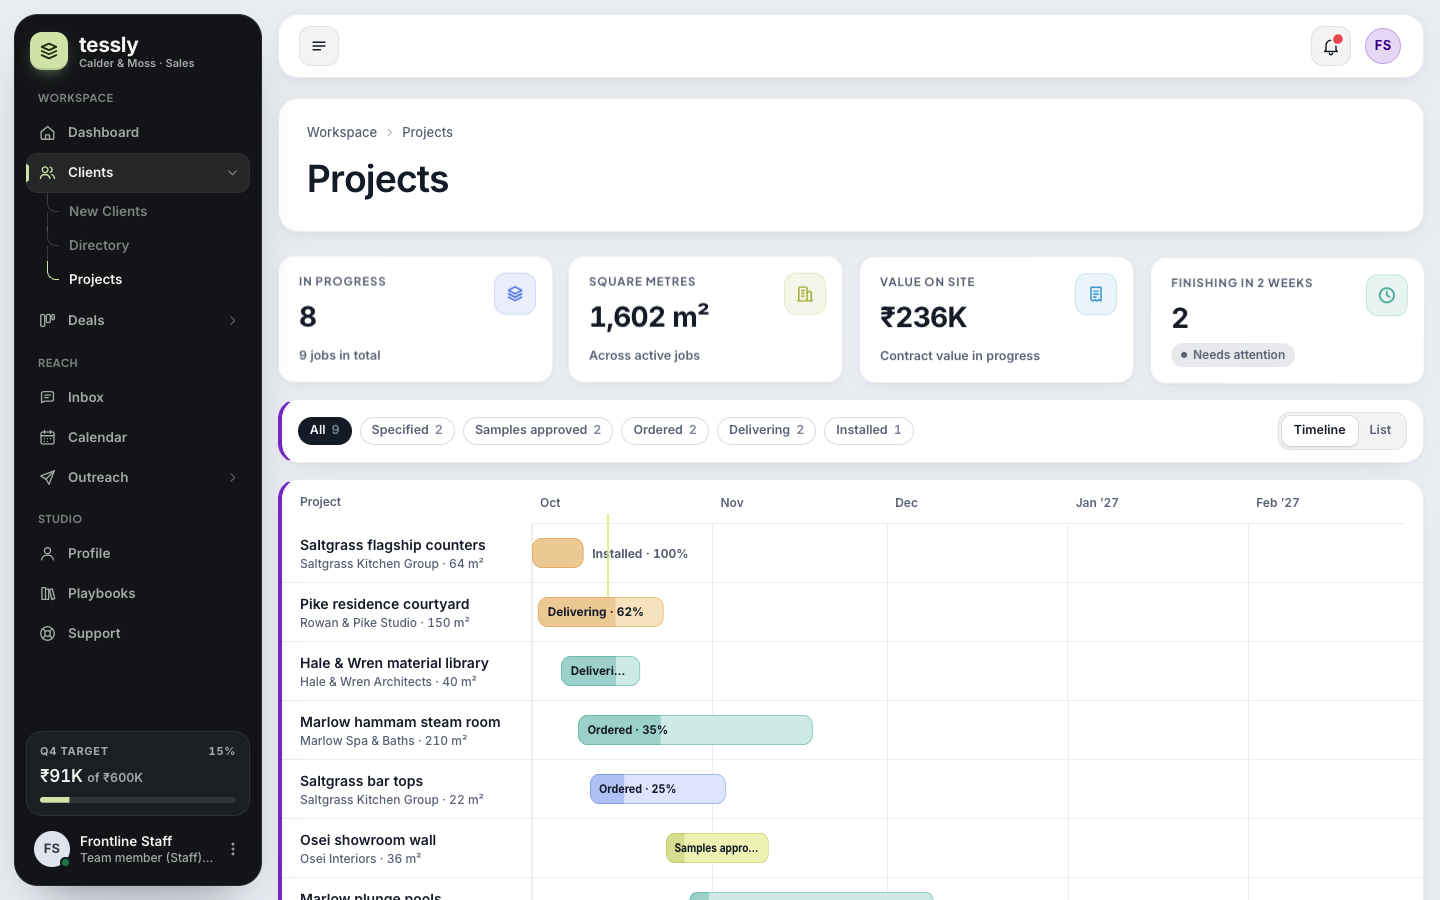 tessly
Calder & Moss · Sales
WORKSPACE
Dashboard
Clients
New Clients
Directory
Projects
Deals
REACH
Inbox
Calendar
Outreach
STUDIO
Profile
Playbooks
Support
Q4 TARGET 15%
₹91K of ₹600K
FS
Frontline Staff
Team member (Staff)...
FS
Workspace > Projects
Projects
IN PROGRESS
8
9 jobs in total
SQUARE METRES
1,602 m²
Across active jobs
VALUE ON SITE
₹236K
Contract value in progress
FINISHING IN 2 WEEKS
2
Needs attention
All 9
Specified 2
Samples approved 2
Ordered 2
Delivering 2
Installed 1
Timeline
List
Project Oct Nov Dec Jan ’27 Feb ’27
Saltgrass flagship counters
Saltgrass Kitchen Group · 64 m²
Installed · 100%
Pike residence courtyard
Rowan & Pike Studio · 150 m²
Delivering · 62%
Hale & Wren material library
Hale & Wren Architects · 40 m²
Deliveri...
Marlow hammam steam room
Marlow Spa & Baths · 210 m²
Ordered · 35%
Saltgrass bar tops
Saltgrass Kitchen Group · 22 m²
Ordered · 25%
Osei showroom wall
Osei Interiors · 36 m²
Samples appro...
Marlow plunge pools